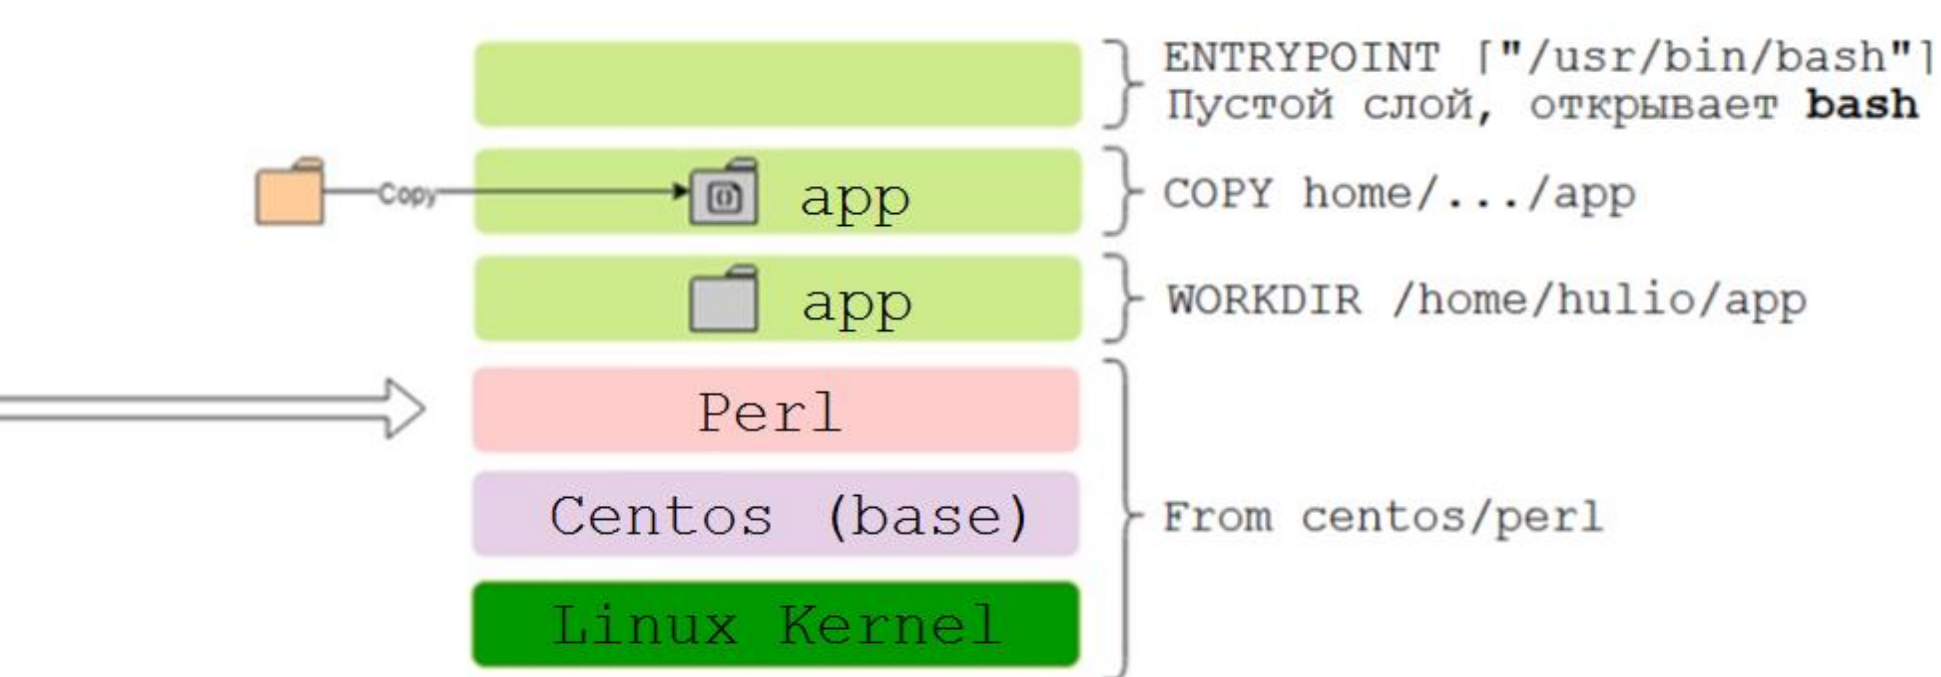 ENTRYPOINT ["/usr/bin/bash"]
Пустой слой, открывает bash
Copy
app
COPY home/.../app
app
WORKDIR /home/hulio/app
Perl
Centos (base)
From centos/perl
Linux Kernel